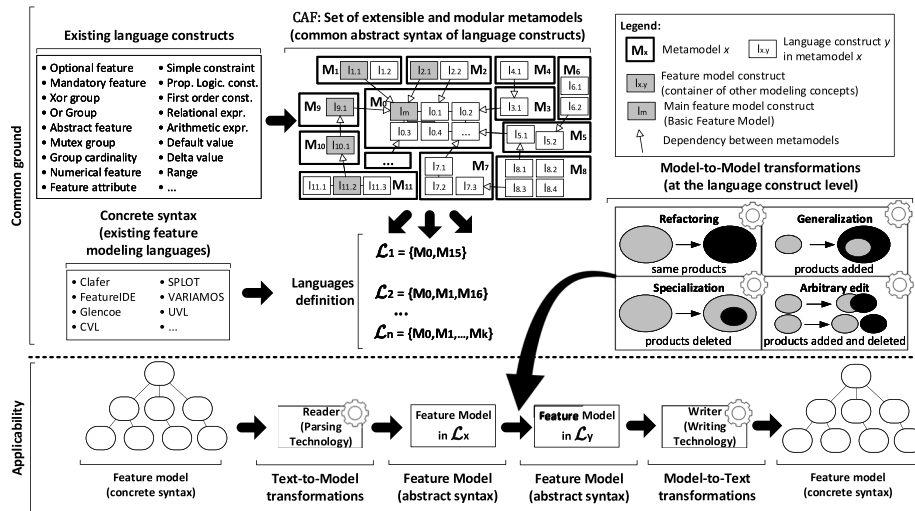 Common ground
Existing language constructs
• Optional feature
• Mandatory feature
• Xor group
• Or Group
• Abstract feature
• Mutex group
• Group cardinality
• Numerical feature
• Feature attribute
• Simple constraint
• Prop. Logic. const.
• First order const.
• Relational expr.
• Arithmetic expr.
• Default value
• Delta value
• Range
• ...
CAF: Set of extensible and modular metamodels
(common abstract syntax of language constructs)
M1 l1.1 l1.2
l2.1 l2.2 M2
l4.1 M4
M6
l6.1
l6.2
M9 l9.1
M0
lm l0.1 l0.2
l0.3 l0.4 ...
l3.1 M3
M10 l10.1
l5.1 l5.2 M5
...
l11.1 l11.2 l11.3 M11
l7.1 M7
l7.2 l7.3
l8.1 l8.2 M8
l8.3 l8.4
Legend:
Mx Metamodel x
lx.y Language construct y
in metamodel x
lx.y Feature model construct
(container of other modeling concepts)
lm Main feature model construct
(Basic Feature Model)
Dependency between metamodels
Concrete syntax
(existing feature
modeling languages)
• Clafer
• FeatureIDE
• Glencoe
• CVL
• SPLOT
• VARIAMOS
• UVL
• ...
Languages
definition
ℒ1 = {M0,M15}
ℒ2 = {M0,M1,M16}
...
ℒn = {M0,M1,...,Mk}
Model-to-Model transformations
(at the language construct level)
Refactoring
same products
Generalization
products added
Specialization
products deleted
Arbitrary edit
products added and deleted
Applicability
Feature model
(concrete syntax)
Reader
(Parsing
Technology)
Text-to-Model
transformations
Feature Model
in ℒx
Feature Model
(abstract syntax)
Feature Model
in ℒy
Feature Model
(abstract syntax)
Writer
(Writing
Technology)
Model-to-Text
transformations
Feature model
(concrete syntax)